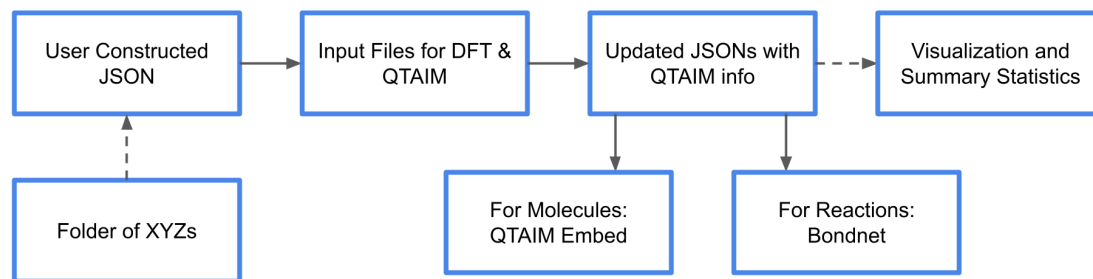 User Constructed
JSON
Input Files for DFT &
QTAIM
Updated JSONs with
QTAIM info
Visualization and
Summary Statistics
Folder of XYZs
For Molecules:
QTAIM Embed
For Reactions:
Bondnet